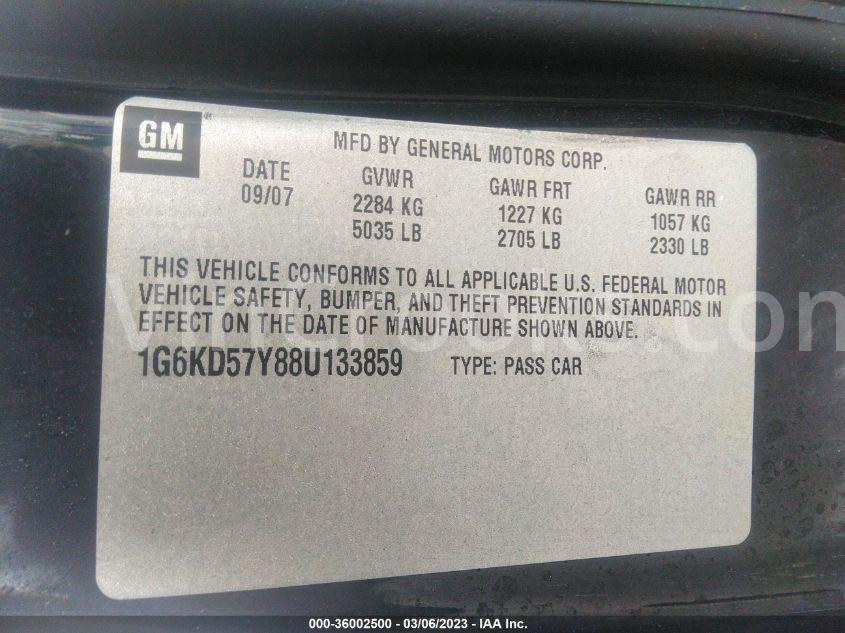 GM
MFD BY GENERAL MOTORS CORP.
DATE GVWR GAWR FRT GAWR RR
09/07 2284 KG 1227 KG 1057 KG
5035 LB 2705 LB 2330 LB
THIS VEHICLE CONFORMS TO ALL APPLICABLE U.S. FEDERAL MOTOR
VEHICLE SAFETY, BUMPER, AND THEFT PREVENTION STANDARDS IN
EFFECT ON THE DATE OF MANUFACTURE SHOWN ABOVE.
1G6KD57Y88U133859 TYPE: PASS CAR
000-36002500 - 03/06/2023 - IAA Inc.